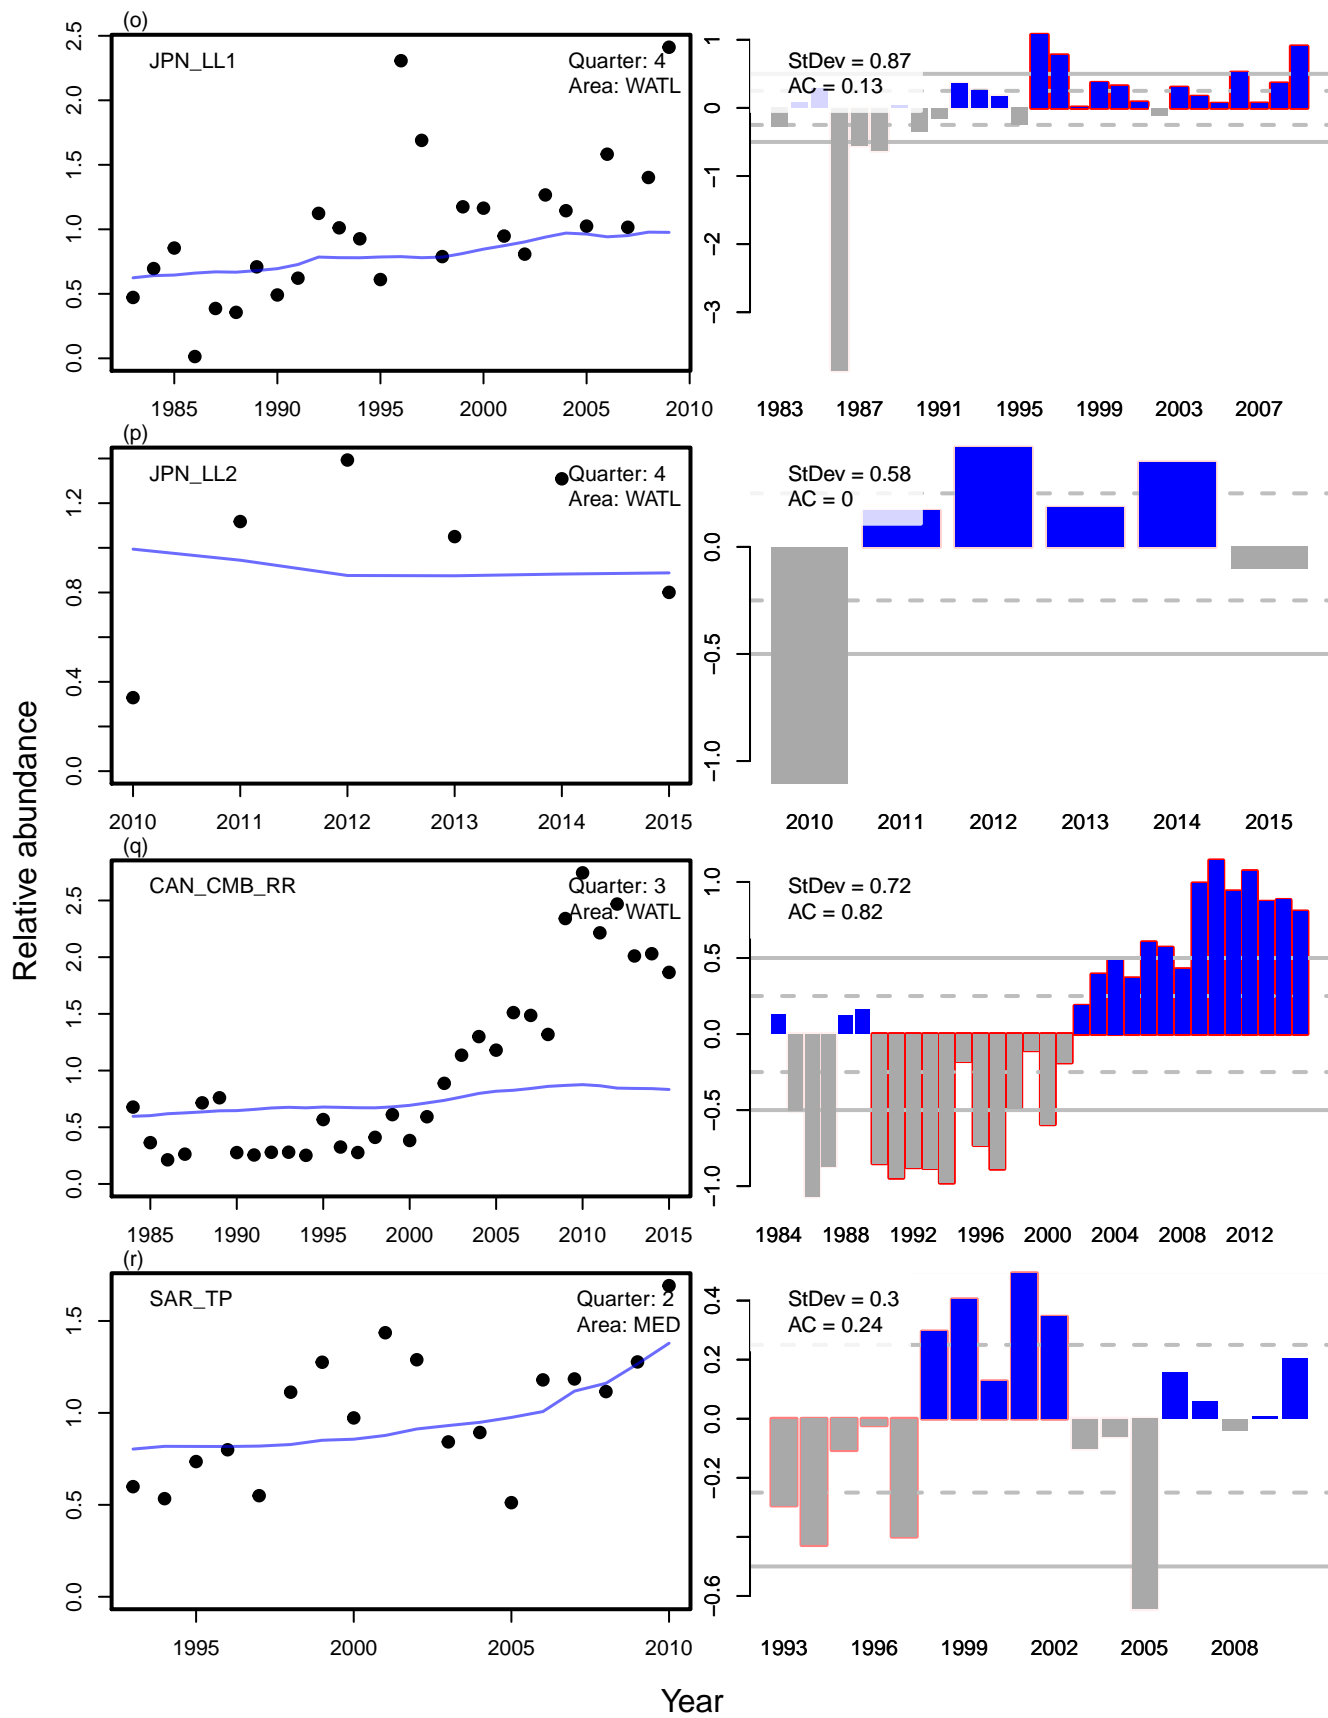 (o)
JPN_LL1
Quarter: 4
Area: WATL
0.0 0.5 1.0 1.5 2.0 2.5
1985 1990 1995 2000 2005 2010
StDev = 0.87
AC = 0.13
1 0 −1 −2 −3
1983 1987 1991 1995 1999 2003 2007
(p)
JPN_LL2
Quarter: 4
Area: WATL
0.0 0.4 0.8 1.2
2010 2011 2012 2013 2014 2015
StDev = 0.58
AC = 0
0.0 −0.5 −1.0
2010 2011 2012 2013 2014 2015
(q)
CAN_CMB_RR
Quarter: 3
Area: WATL
0.0 0.5 1.0 1.5 2.0 2.5
1985 1990 1995 2000 2005 2010 2015
StDev = 0.72
AC = 0.82
1.0 0.5 0.0 −0.5 −1.0
1984 1988 1992 1996 2000 2004 2008 2012
(r)
SAR_TP
Quarter: 2
Area: MED
0.0 0.5 1.0 1.5
1995 2000 2005 2010
StDev = 0.3
AC = 0.24
0.4 0.2 0.0 −0.2 −0.6
1993 1996 1999 2002 2005 2008
Relative abundance
Year